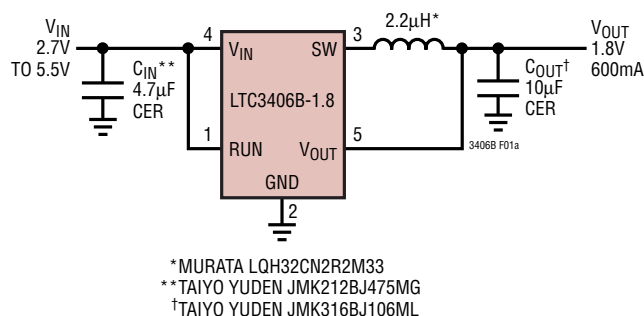 VIN
2.7V
TO 5.5V
CIN**
4.7µF
CER
4
VIN
SW
3
2.2µH*
LTC3406B-1.8
1
RUN
VOUT
5
GND
2
COUT†
10µF
CER
VOUT
1.8V
600mA
3406B F01a
*MURATA LQH32CN2R2M33
**TAIYO YUDEN JMK212BJ475MG
†TAIYO YUDEN JMK316BJ106ML